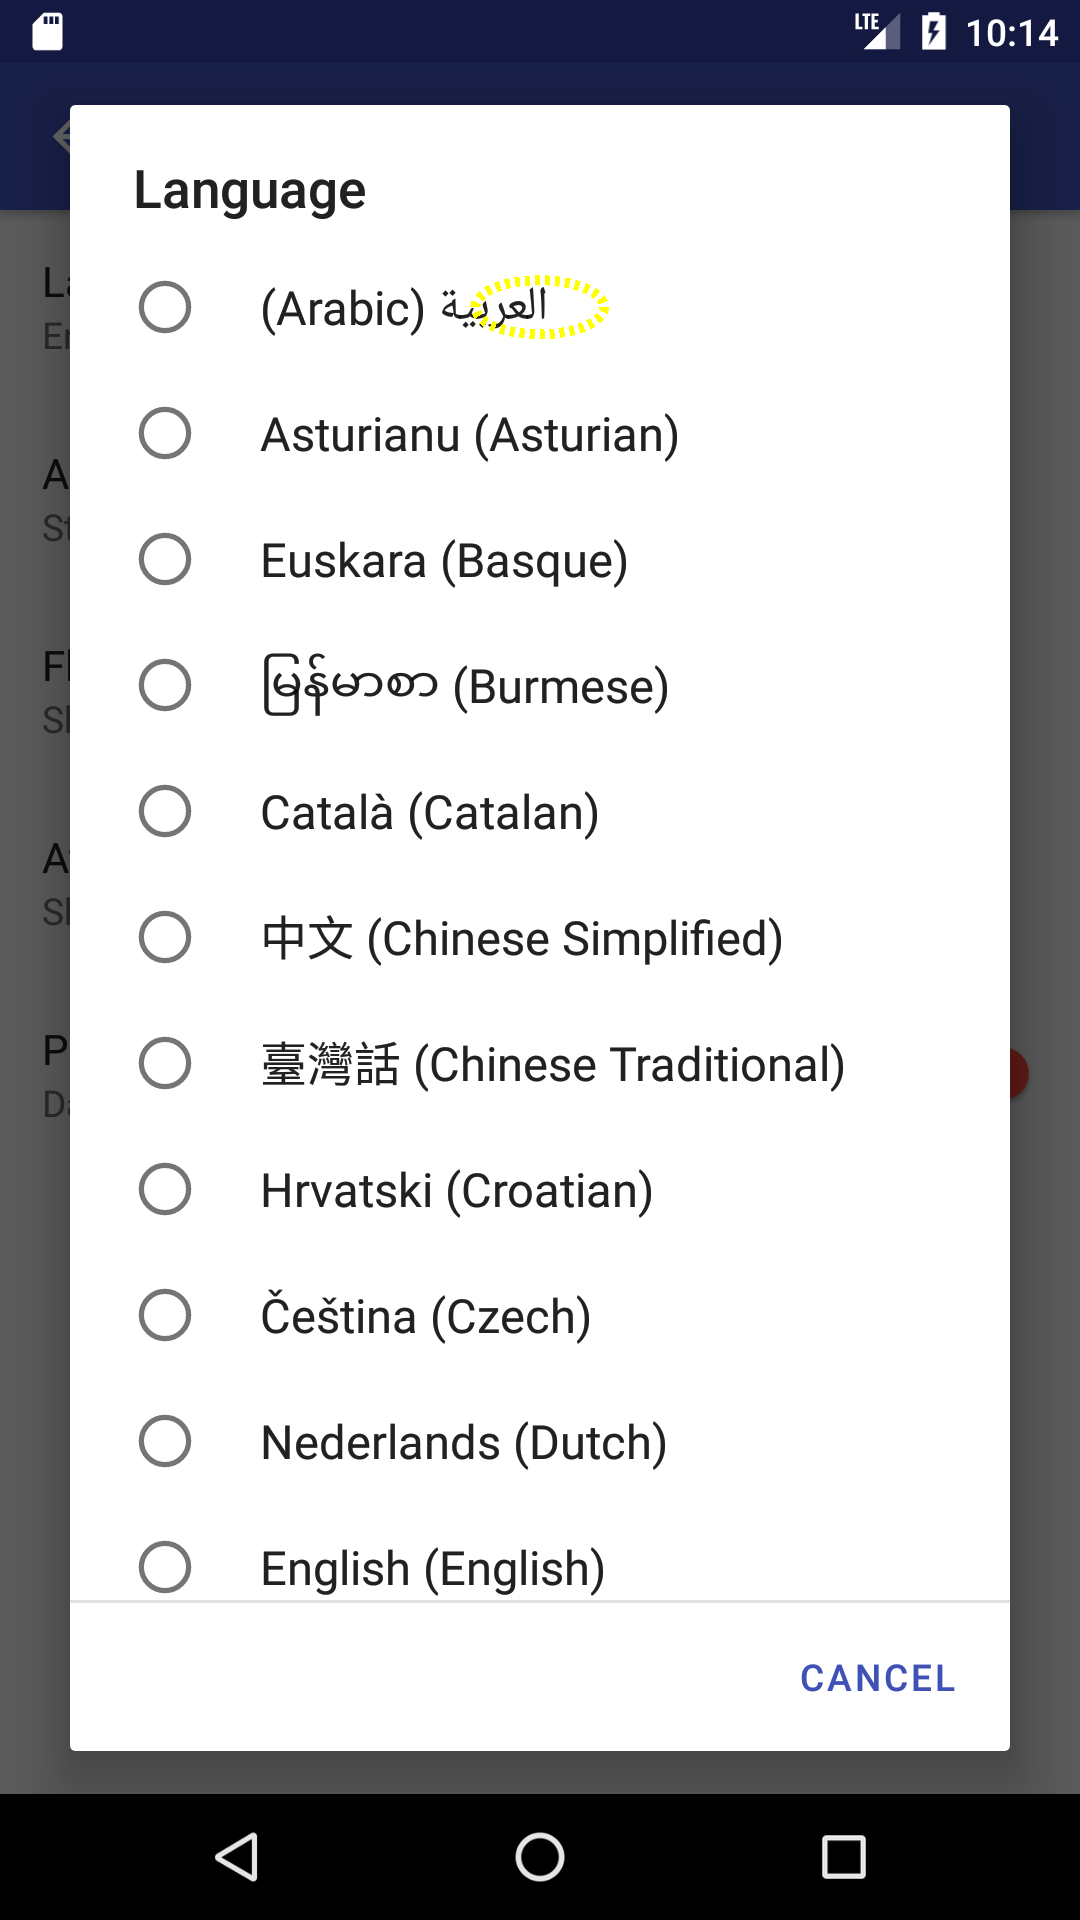 LTE 10:14
Language
(Arabic) العربية
Asturianu (Asturian)
Euskara (Basque)
မြန်မာစာ (Burmese)
Català (Catalan)
中文 (Chinese Simplified)
臺灣話 (Chinese Traditional)
Hrvatski (Croatian)
Čeština (Czech)
Nederlands (Dutch)
English (English)
CANCEL